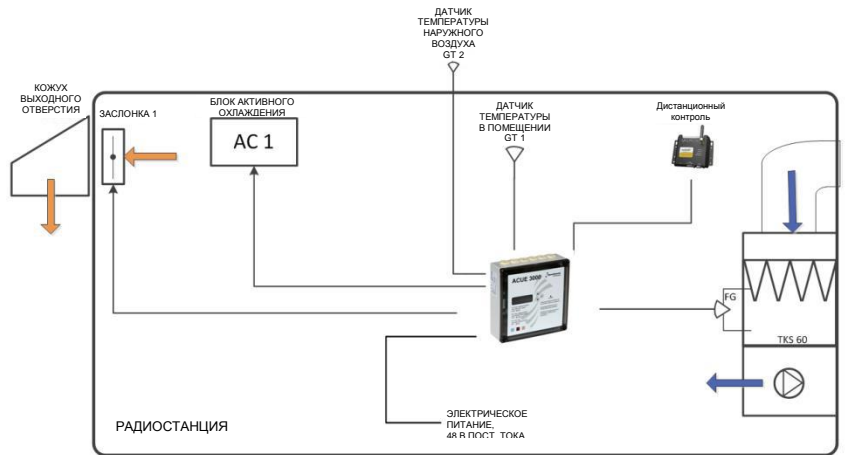 ДАТЧИК
ТЕМПЕРАТУРЫ
НАРУЖНОГО
ВОЗДУХА
GT 2
КОЖУХ
ВЫХОДНОГО
ОТВЕРСТИЯ
ЗАСЛОНКА 1
БЛОК АКТИВНОГО
ОХЛАЖДЕНИЯ
AC 1
ДАТЧИК
ТЕМПЕРАТУРЫ
В ПОМЕЩЕНИИ
GT 1
Дистанционный
контроль
ACUE 3000
FG
TKS 60
РАДИОСТАНЦИЯ
ЭЛЕКТРИЧЕСКОЕ
ПИТАНИЕ,
48 В ПОСТ. ТОКА